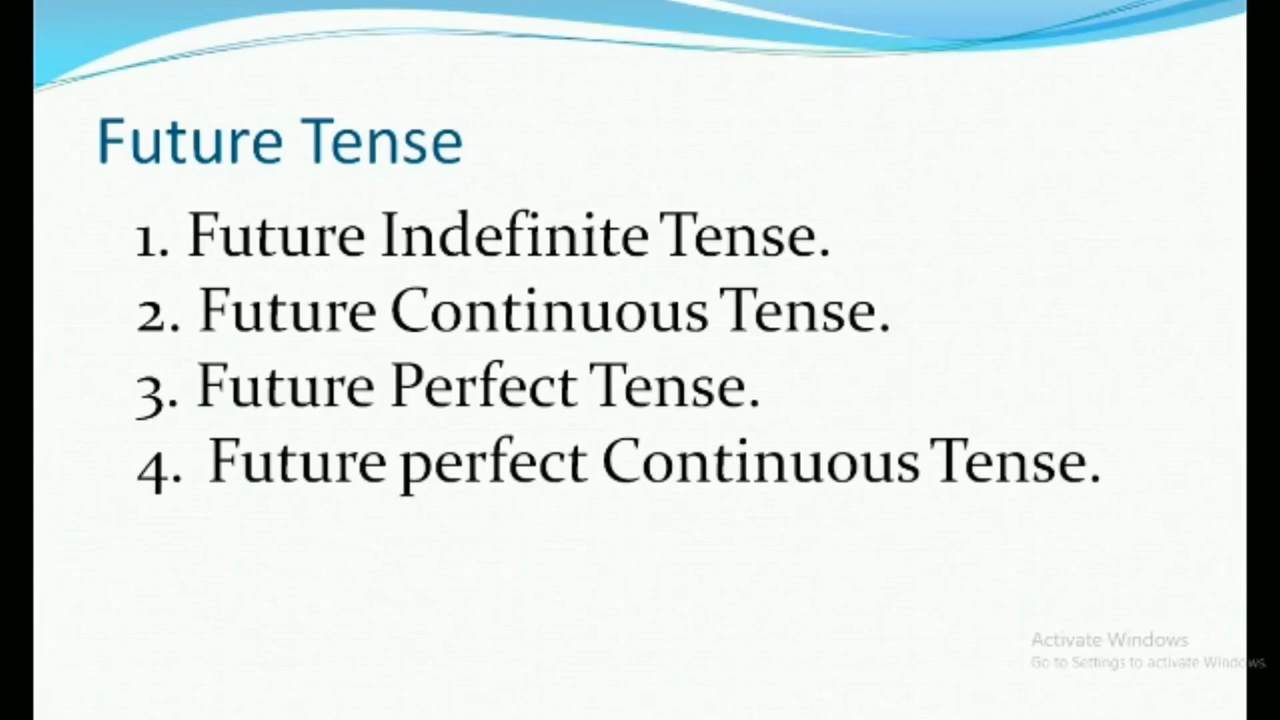 Future Tense
1. Future Indefinite Tense.
2. Future Continuous Tense.
3. Future Perfect Tense.
4. Future perfect Continuous Tense.
Activate Windows
Go to Settings to activate Windows.